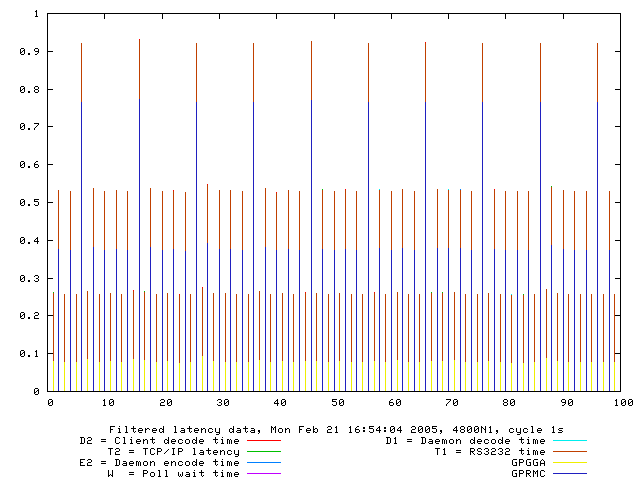 1
0.9
0.8
0.7
0.6
0.5
0.4
0.3
0.2
0.1
0
0 10 20 30 40 50 60 70 80 90 100
Filtered latency data, Mon Feb 21 16:54:04 2005, 4800N1, cycle 1s
D2 = Client decode time D1 = Daemon decode time
T2 = TCP/IP latency T1 = RS3232 time
E2 = Daemon encode time GPGGA
W = Poll wait time GPRMC